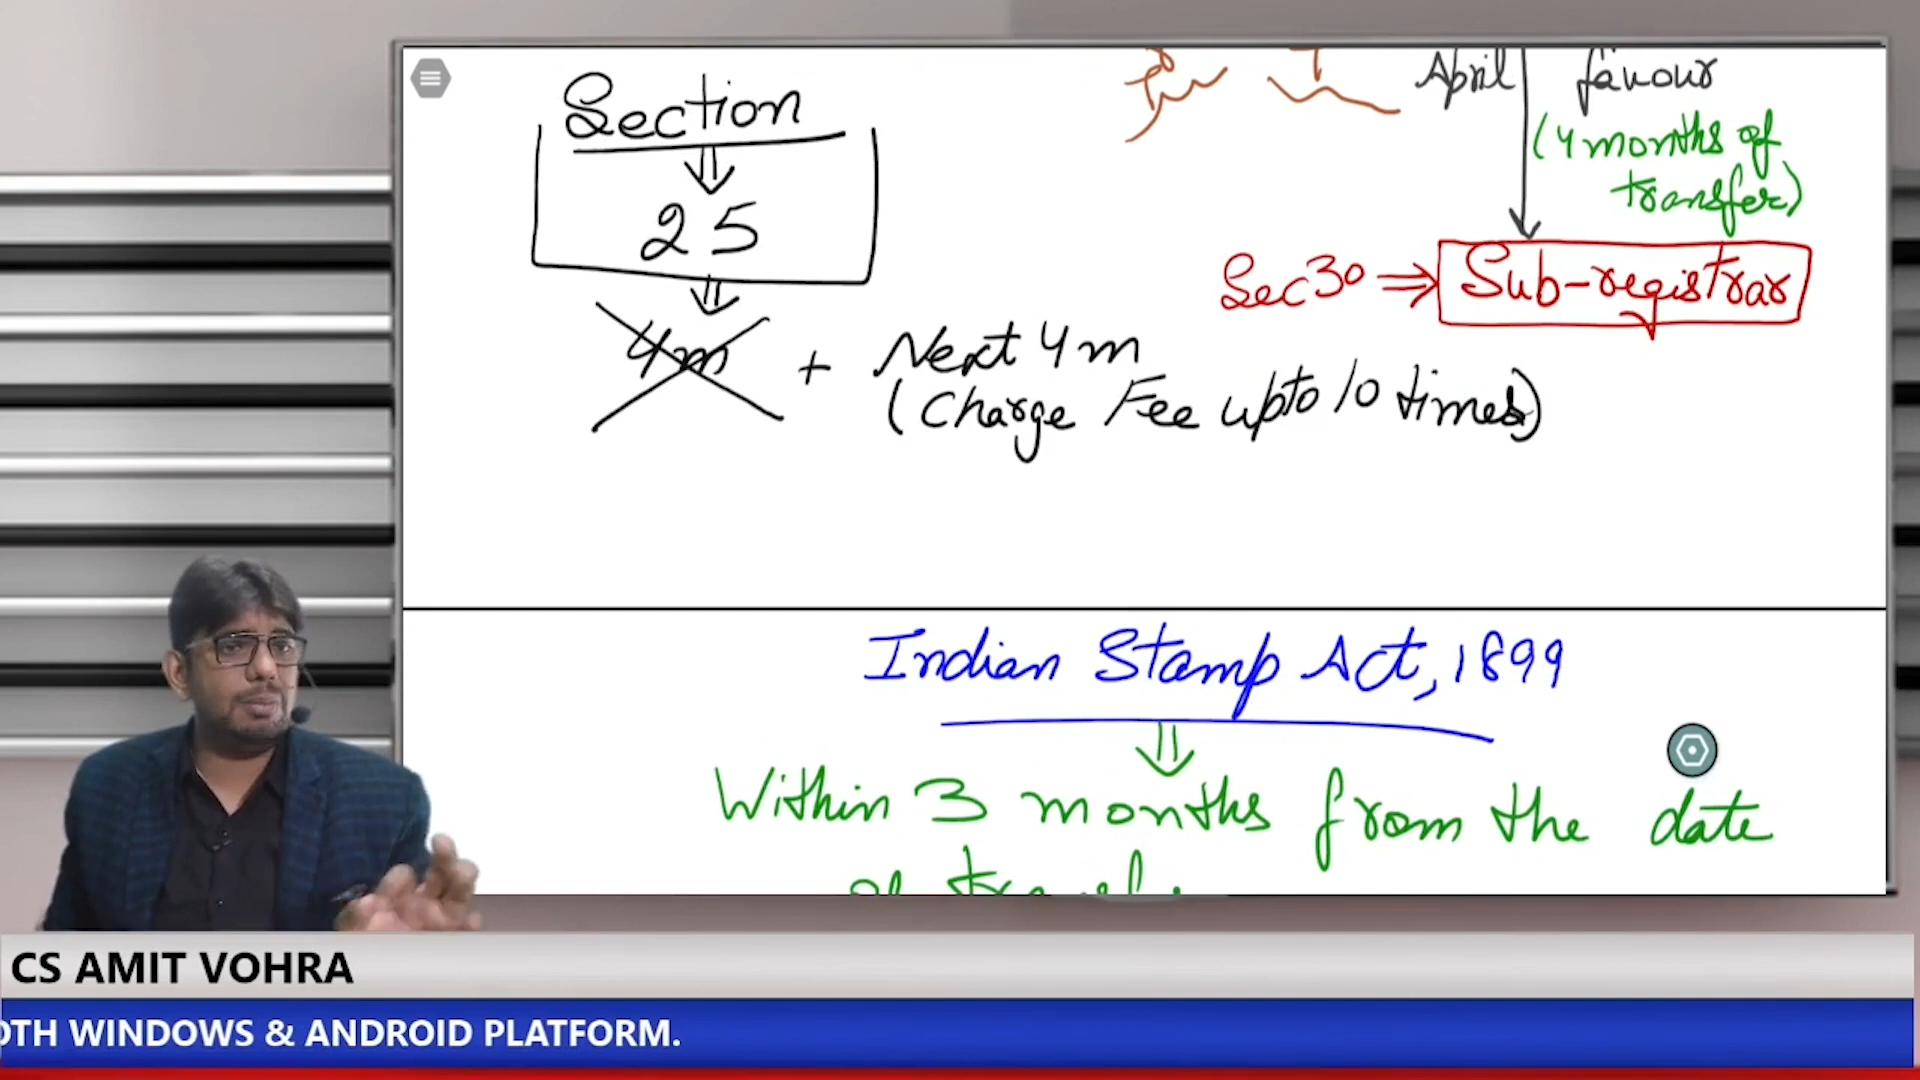 Section
25
4m + Next 4m
(Charge Fee upto 10 times)
April favour
(4 months of
transfer)
Sec 30 ⇒ Sub-registrar
Indian Stamp Act, 1899
Within 3 months from the date
CS AMIT VOHRA
OTH WINDOWS & ANDROID PLATFORM.